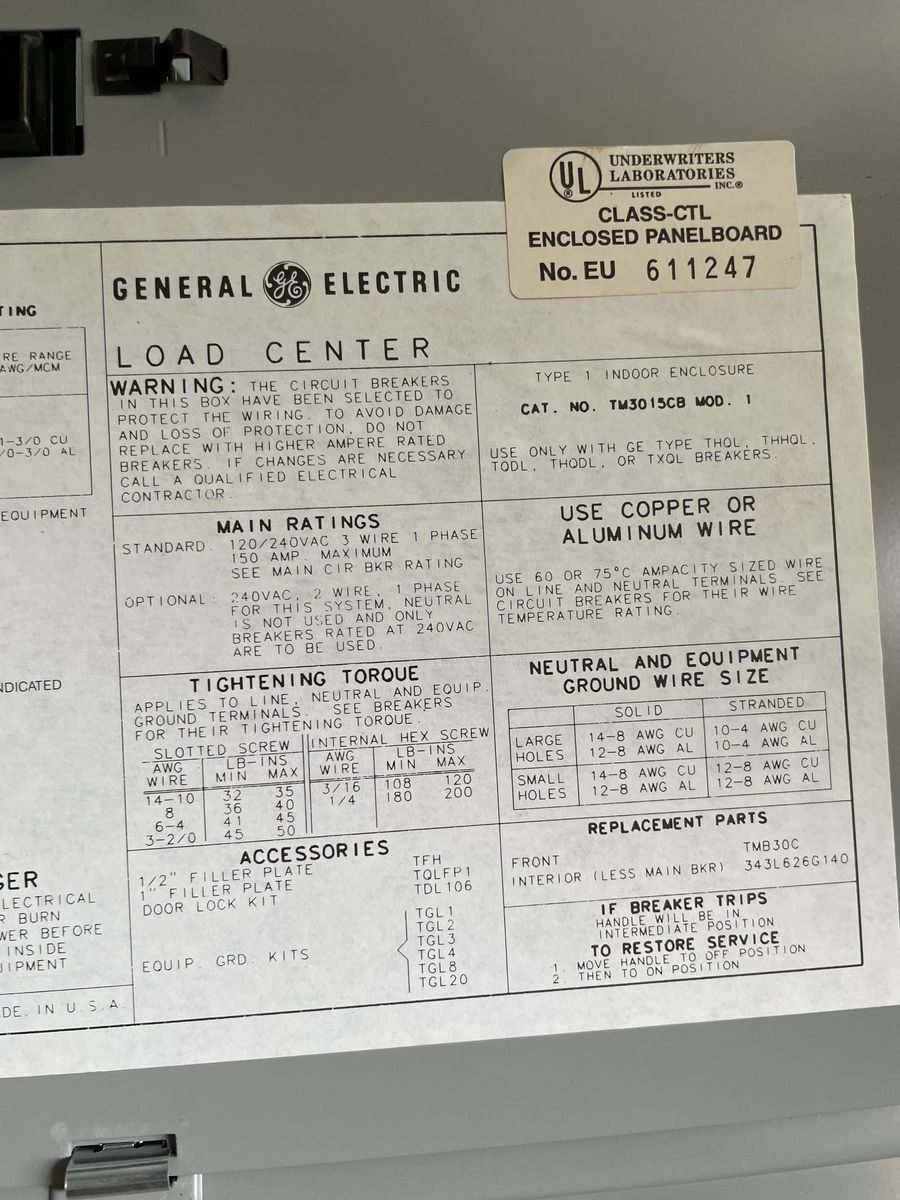 UL
®
UNDERWRITERS
LABORATORIES
INC.®
LISTED
CLASS-CTL
ENCLOSED PANELBOARD
No. EU 611247
TING
RE RANGE
AWG/MCM
1-3/0 CU
/0-3/0 AL
EQUIPMENT
NDICATED
GER
LECTRICAL
R BURN
WER BEFORE
INSIDE
UIPMENT
DE. IN U.S.A.
GENERAL GE ELECTRIC
LOAD CENTER
WARNING: THE CIRCUIT BREAKERS
IN THIS BOX HAVE BEEN SELECTED TO
PROTECT THE WIRING. TO AVOID DAMAGE
AND LOSS OF PROTECTION, DO NOT
REPLACE WITH HIGHER AMPERE RATED
BREAKERS. IF CHANGES ARE NECESSARY
CALL A QUALIFIED ELECTRICAL
CONTRACTOR.
TYPE 1 INDOOR ENCLOSURE
CAT. NO. TM3015CB MOD. 1
USE ONLY WITH GE TYPE THQL, THHQL,
TQDL, THQDL, OR TXQL BREAKERS.
MAIN RATINGS
STANDARD. 120/240VAC 3 WIRE 1 PHASE
150 AMP. MAXIMUM
SEE MAIN CIR BKR RATING
OPTIONAL: 240VAC, 2 WIRE, 1 PHASE
FOR THIS SYSTEM, NEUTRAL
IS NOT USED AND ONLY
BREAKERS RATED AT 240VAC
ARE TO BE USED.
USE COPPER OR
ALUMINUM WIRE
USE 60 OR 75°C AMPACITY SIZED WIRE
ON LINE AND NEUTRAL TERMINALS. SEE
CIRCUIT BREAKERS FOR THEIR WIRE
TEMPERATURE RATING.
TIGHTENING TORQUE
APPLIES TO LINE, NEUTRAL AND EQUIP.
GROUND TERMINALS. SEE BREAKERS
FOR THEIR TIGHTENING TORQUE.
SLOTTED SCREW INTERNAL HEX SCREW
AWG LB-INS AWG LB-INS
WIRE MIN MAX WIRE MIN MAX
14-10 32 35 3/16 108 120
8 36 40 1/4 180 200
6-4 41 45
3-2/0 45 50
NEUTRAL AND EQUIPMENT
GROUND WIRE SIZE
SOLID STRANDED
LARGE 14-8 AWG CU 10-4 AWG CU
HOLES 12-8 AWG AL 10-4 AWG AL
SMALL 14-8 AWG CU 12-8 AWG CU
HOLES 12-8 AWG AL 12-8 AWG AL
ACCESSORIES
1/2" FILLER PLATE TFH
1" FILLER PLATE TQLFP1
DOOR LOCK KIT TDL106
EQUIP. GRD. KITS
TGL1
TGL2
TGL3
TGL4
TGL8
TGL20
REPLACEMENT PARTS
FRONT TMB30C
INTERIOR (LESS MAIN BKR) 343L626G140
IF BREAKER TRIPS
HANDLE WILL BE IN
INTERMEDIATE POSITION
TO RESTORE SERVICE
1. MOVE HANDLE TO OFF POSITION
2. THEN TO ON POSITION